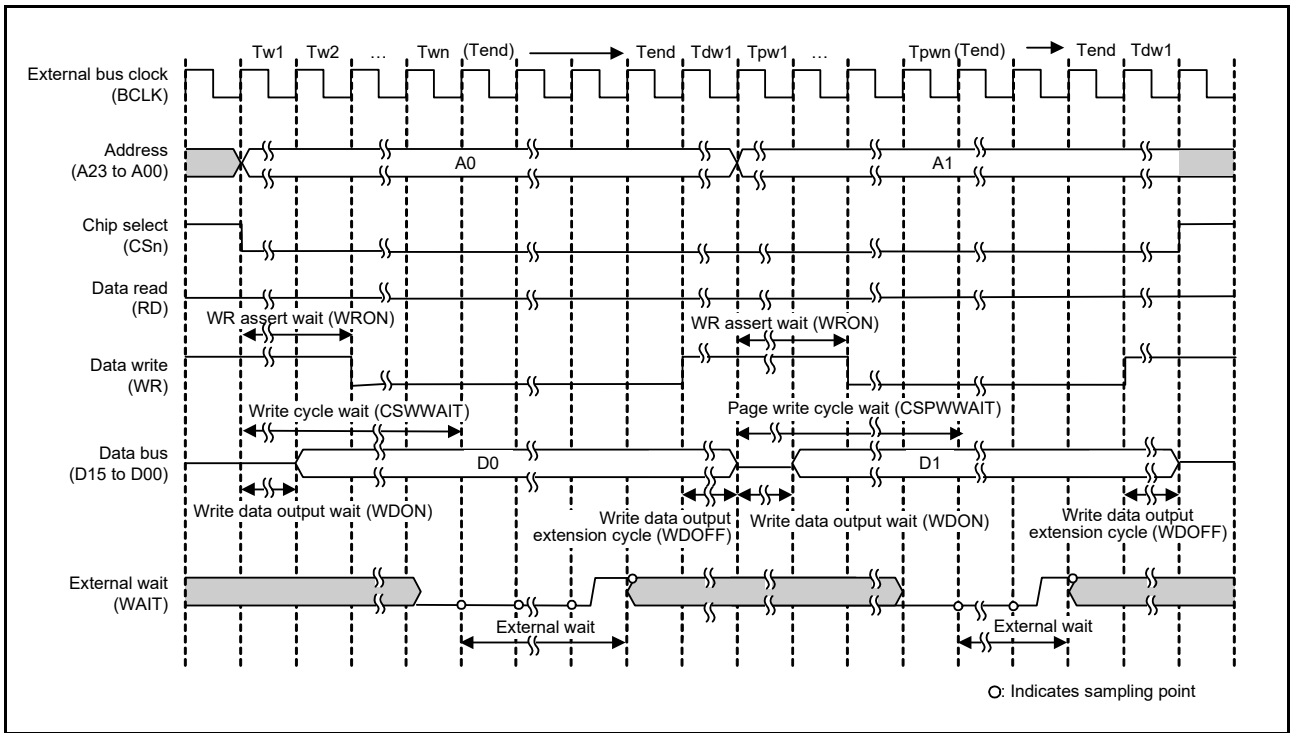 Tw1 Tw2 … Twn (Tend) Tend Tdw1 Tpw1 … Tpwn (Tend) Tend Tdw1
External bus clock
(BCLK)
Address
(A23 to A00)
A0 A1
Chip select
(CSn)
Data read
(RD)
WR assert wait (WRON) WR assert wait (WRON)
Data write
(WR)
Write cycle wait (CSWWAIT) Page write cycle wait (CSPWWAIT)
Data bus
(D15 to D00)
D0 D1
Write data output wait (WDON) Write data output
extension cycle (WDOFF)
Write data output wait (WDON) Write data output
extension cycle (WDOFF)
External wait
(WAIT)
External wait External wait
O: Indicates sampling point